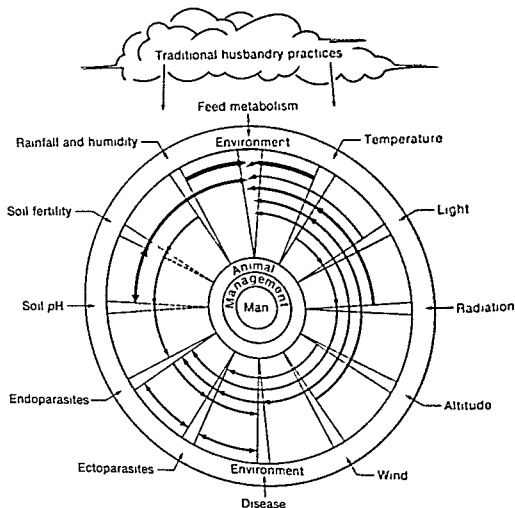 Traditional husbandry practices
Feed metabolism
Rainfall and humidity
Environment
Temperature
Soil fertility
Light
Animal
Management
Man
Soil pH
Radiation
Endoparasites
Altitude
Ectoparasites
Environment
Wind
Disease